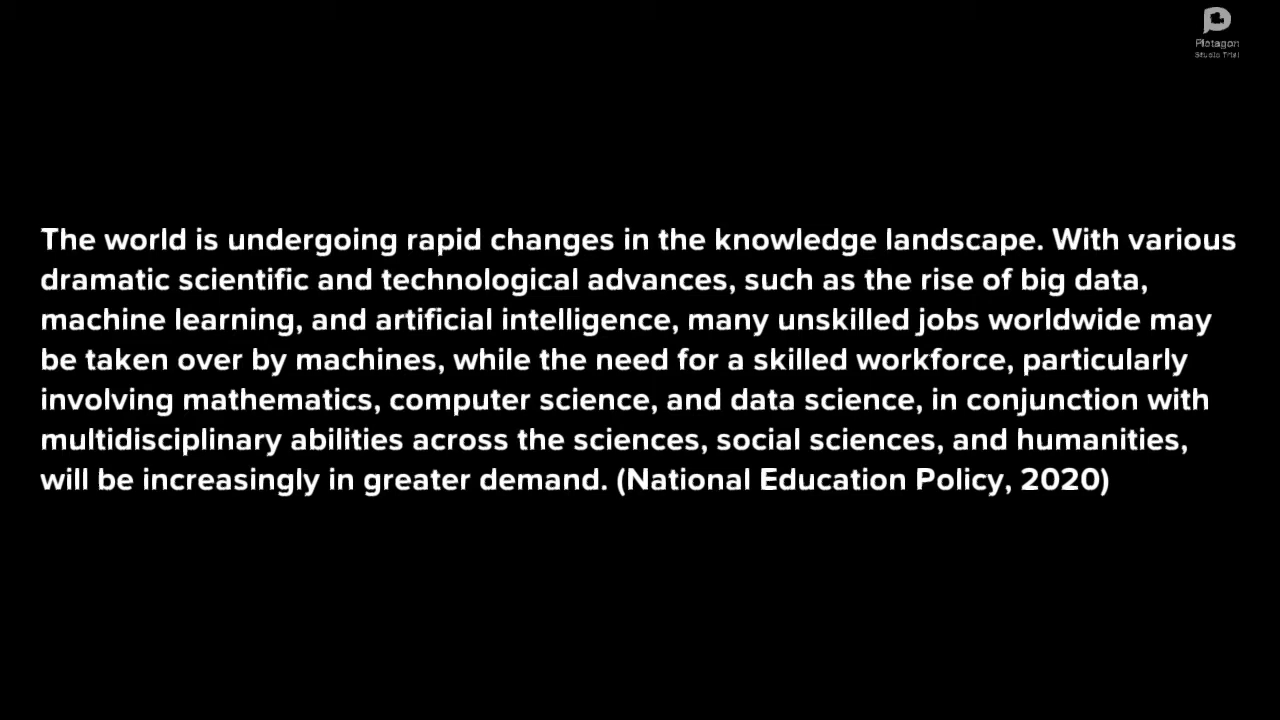 Platagon
Studio Trial
The world is undergoing rapid changes in the knowledge landscape. With various
dramatic scientific and technological advances, such as the rise of big data,
machine learning, and artificial intelligence, many unskilled jobs worldwide may
be taken over by machines, while the need for a skilled workforce, particularly
involving mathematics, computer science, and data science, in conjunction with
multidisciplinary abilities across the sciences, social sciences, and humanities,
will be increasingly in greater demand. (National Education Policy, 2020)